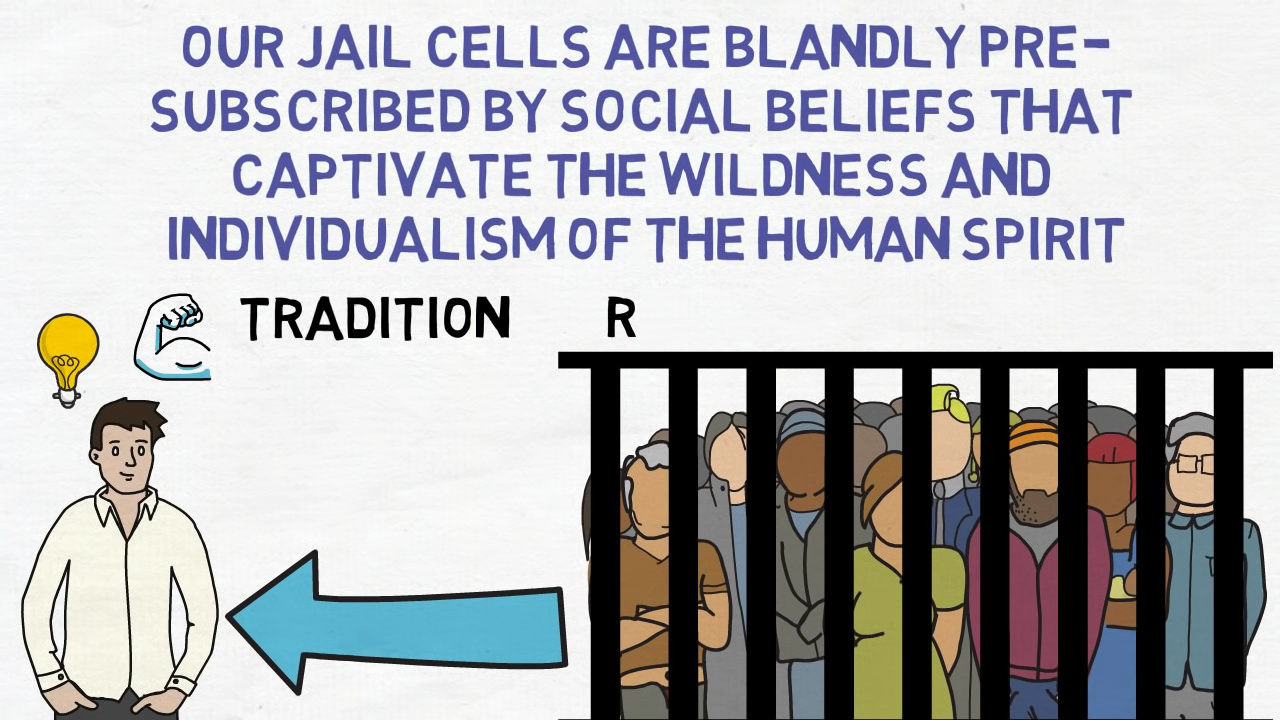 OUR JAIL CELLS ARE BLANDLY PRE-
SUBSCRIBED BY SOCIAL BELIEFS THAT
CAPTIVATE THE WILDNESS AND
INDIVIDUALISM OF THE HUMAN SPIRIT
TRADITION R